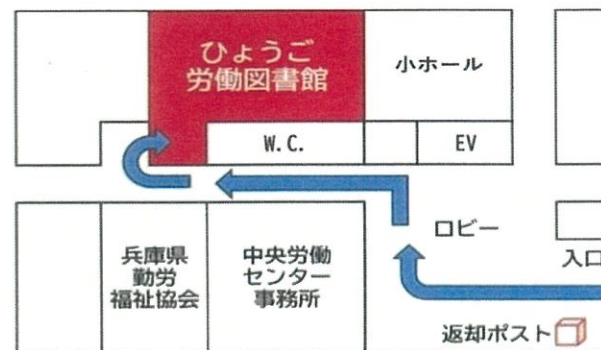 ひょうご
労働図書館
小ホール
W.C.
EV
ロビー
入口
兵庫県
勤労
福祉協会
中央労働
センター
事務所
返却ポスト